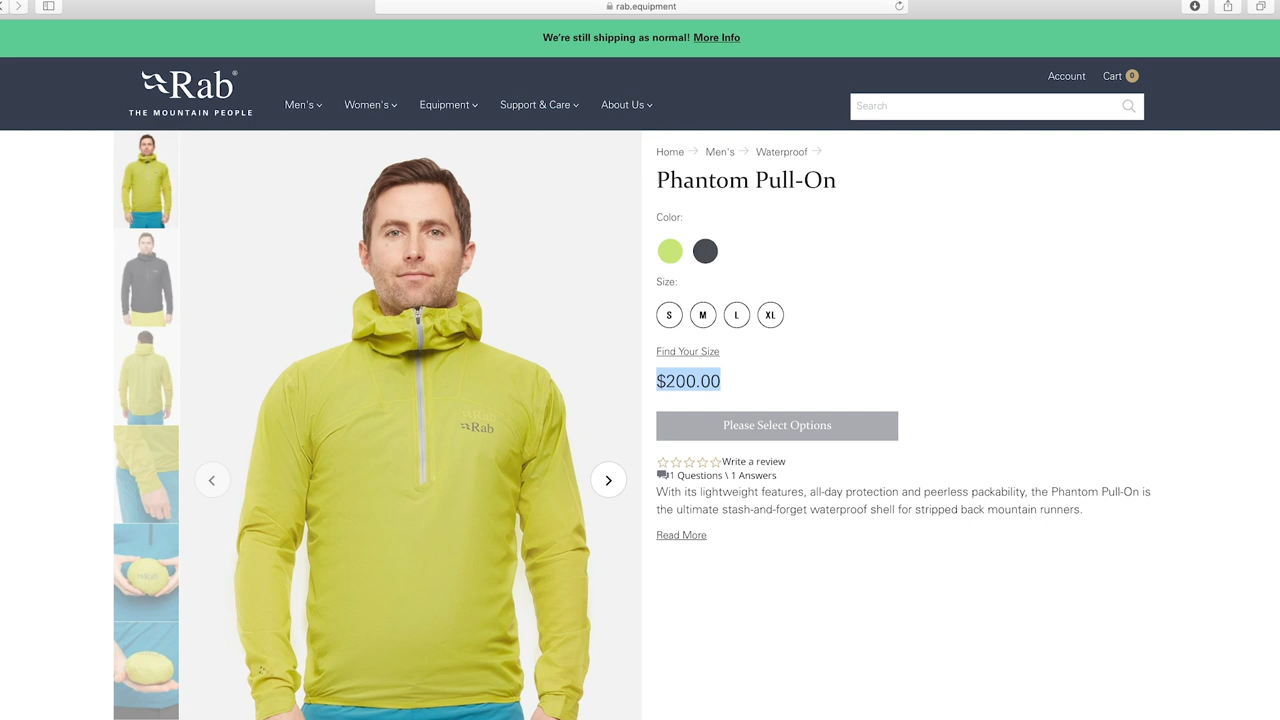 rab.equipment
We're still shipping as normal! More Info
Rab®
THE MOUNTAIN PEOPLE
Men's
Women's
Equipment
Support & Care
About Us
Account
Cart 0
Search
Home
Men's
Waterproof
Phantom Pull-On
Color:
Size:
S
M
L
XL
Find Your Size
$200.00
Please Select Options
Write a review
1 Questions \ 1 Answers
With its lightweight features, all-day protection and peerless packability, the Phantom Pull-On is
the ultimate stash-and-forget waterproof shell for stripped back mountain runners.
Read More
Rab
Rab
Rab